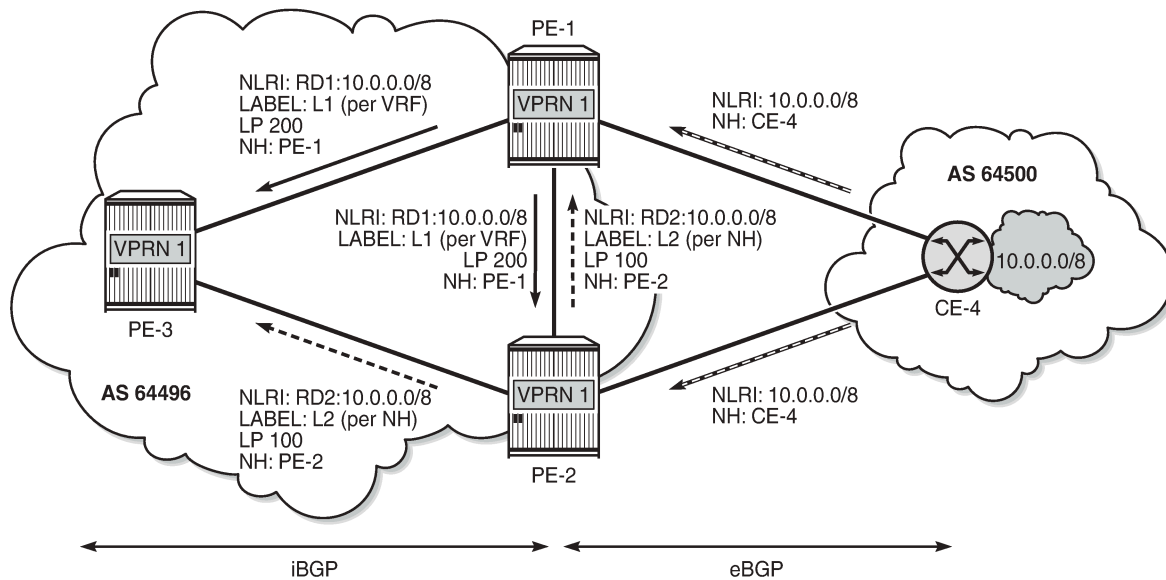 PE-1
VPRN 1
NLRI: RD1:10.0.0.0/8
LABEL: L1 (per VRF)
LP 200
NH: PE-1
NLRI: 10.0.0.0/8
NH: CE-4
AS 64500
VPRN 1
PE-3
NLRI: RD1:10.0.0.0/8
LABEL: L1 (per VRF)
LP 200
NH: PE-1
NLRI: RD2:10.0.0.0/8
LABEL: L2 (per NH)
LP 100
NH: PE-2
10.0.0.0/8
CE-4
AS 64496
NLRI: RD2:10.0.0.0/8
LABEL: L2 (per NH)
LP 100
NH: PE-2
VPRN 1
PE-2
NLRI: 10.0.0.0/8
NH: CE-4
iBGP
eBGP